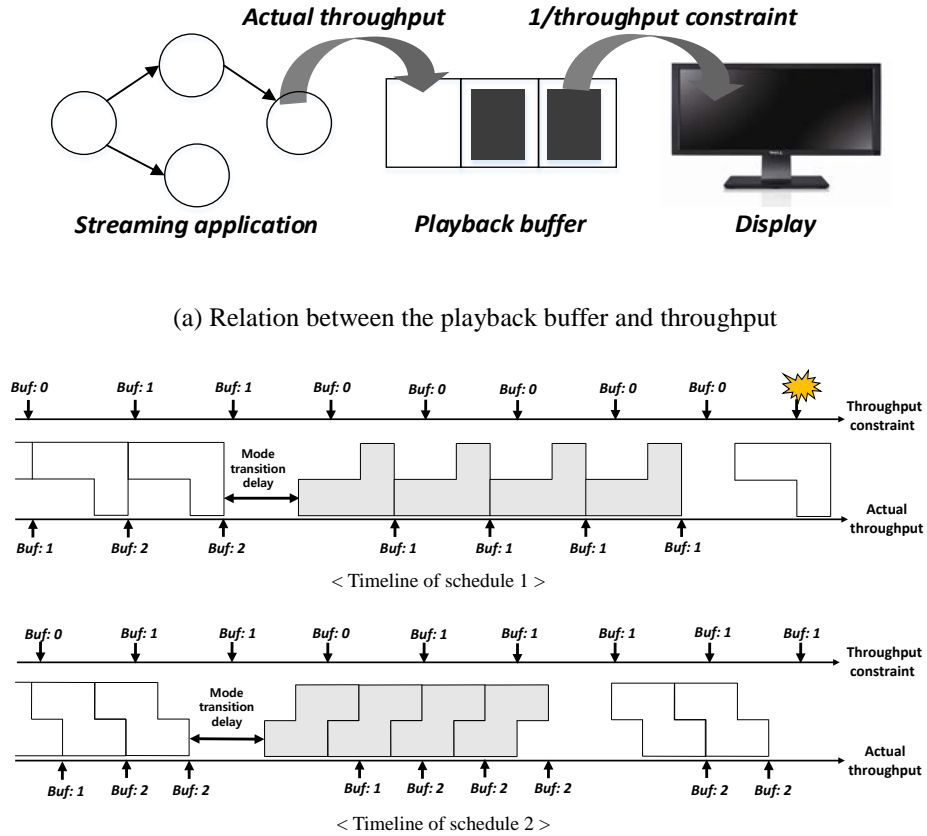 Actual throughput 1/throughput constraint
Streaming application Playback buffer Display
(a) Relation between the playback buffer and throughput
Buf: 0 Buf: 1 Buf: 1 Buf: 0 Buf: 0 Buf: 0 Buf: 0 Buf: 0
Throughput
constraint
Mode
transition
delay
Actual
throughput
Buf: 1 Buf: 2 Buf: 2 Buf: 1 Buf: 1 Buf: 1 Buf: 1
< Timeline of schedule 1 >
Buf: 0 Buf: 1 Buf: 1 Buf: 0 Buf: 1 Buf: 1 Buf: 1 Buf: 1 Buf: 1
Throughput
constraint
Mode
transition
delay
Actual
throughput
Buf: 1 Buf: 2 Buf: 2 Buf: 1 Buf: 2 Buf: 2 Buf: 2 Buf: 2 Buf: 2
< Timeline of schedule 2 >